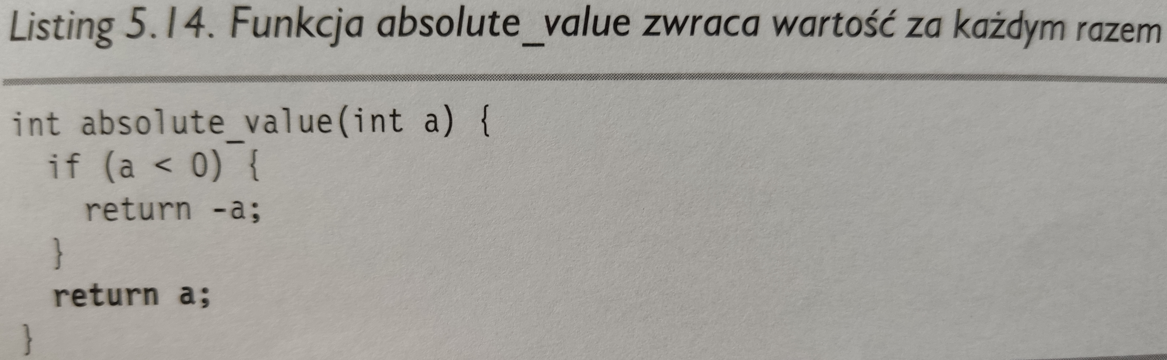 Listing 5.14. Funkcja absolute_value zwraca wartość za każdym razem
int absolute_value(int a) {
  if (a < 0) {
    return -a;
  }
  return a;
}